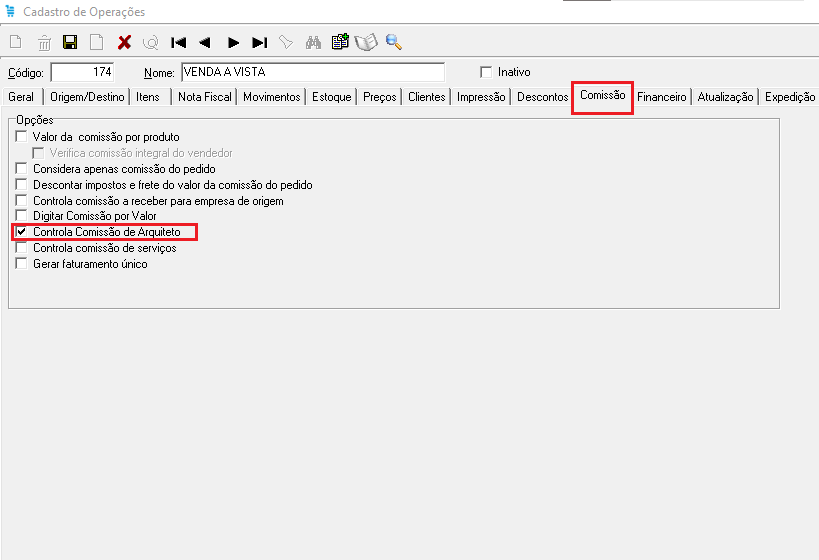 Cadastro de Operações
Código: 174 Nome: VENDA A VISTA Inativo
Geral Origem/Destino Itens Nota Fiscal Movimentos Estoque Preços Clientes Impressão Descontos Comissão Financeiro Atualização Expedição
Opções
Valor da comissão por produto
Verifica comissão integral do vendedor
Considera apenas comissão do pedido
Descontar impostos e frete do valor da comissão do pedido
Controla comissão a receber para empresa de origem
Digitar Comissão por Valor
Controla Comissão de Arquiteto
Controla comissão de serviços
Gerar faturamento único